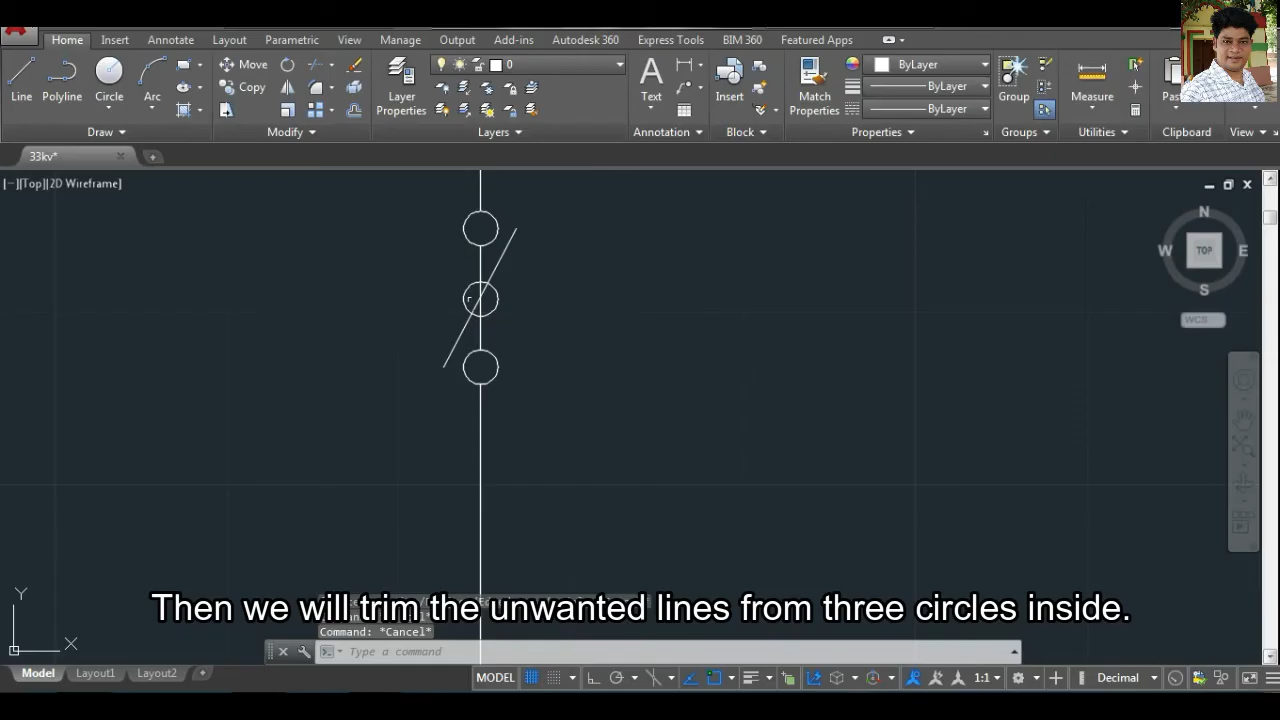 Home Insert Annotate Layout Parametric View Manage Output Add-ins Autodesk 360 Express Tools BIM 360 Featured Apps
Line Polyline Circle Arc
Move
Copy
Layer Properties
0
Text
Insert
Match Properties
ByLayer
ByLayer
ByLayer
Group
Measure
Draw Modify Layers Annotation Block Properties Groups Utilities Clipboard View
33kv*
[−][Top][2D Wireframe]
N
W TOP E
S
WCS
Then we will trim the unwanted lines from three circles inside.
Command: *Cancel*
Type a command
Y
X
Model Layout1 Layout2
MODEL 1:1 Decimal